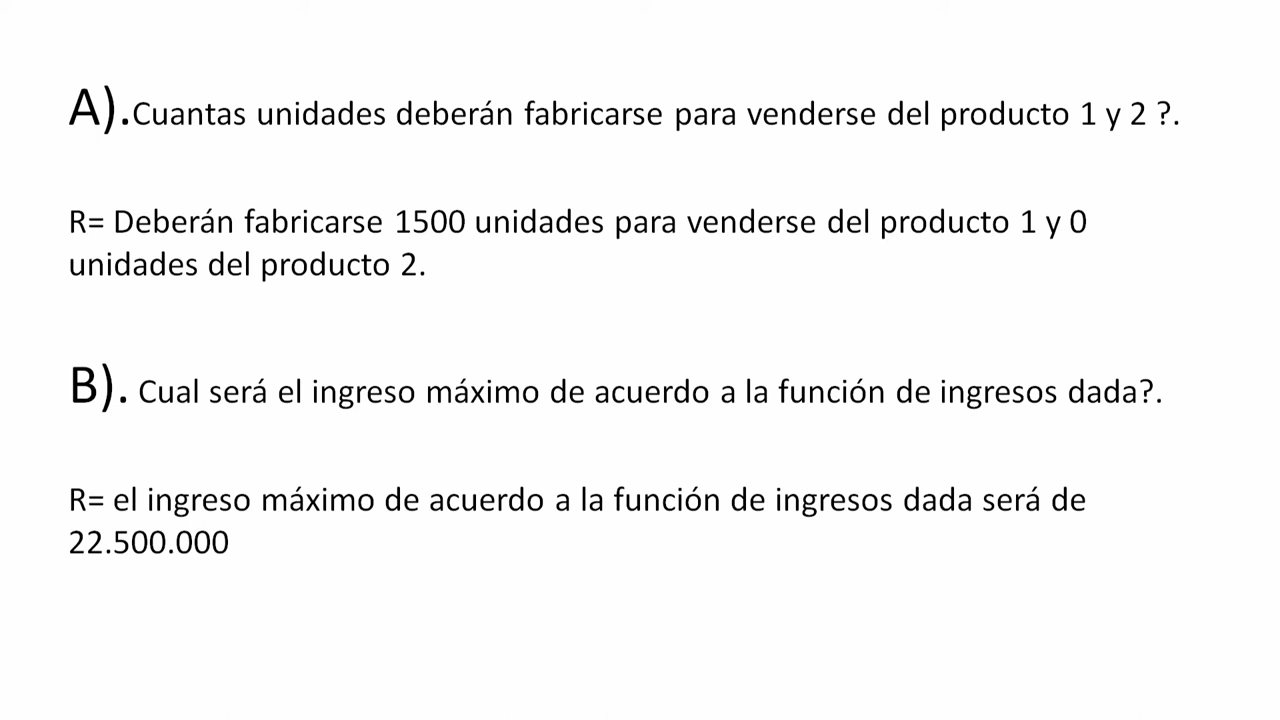 A).Cuantas unidades deberán fabricarse para venderse del producto 1 y 2 ?.
R= Deberán fabricarse 1500 unidades para venderse del producto 1 y 0
unidades del producto 2.
B). Cual será el ingreso máximo de acuerdo a la función de ingresos dada?.
R= el ingreso máximo de acuerdo a la función de ingresos dada será de
22.500.000